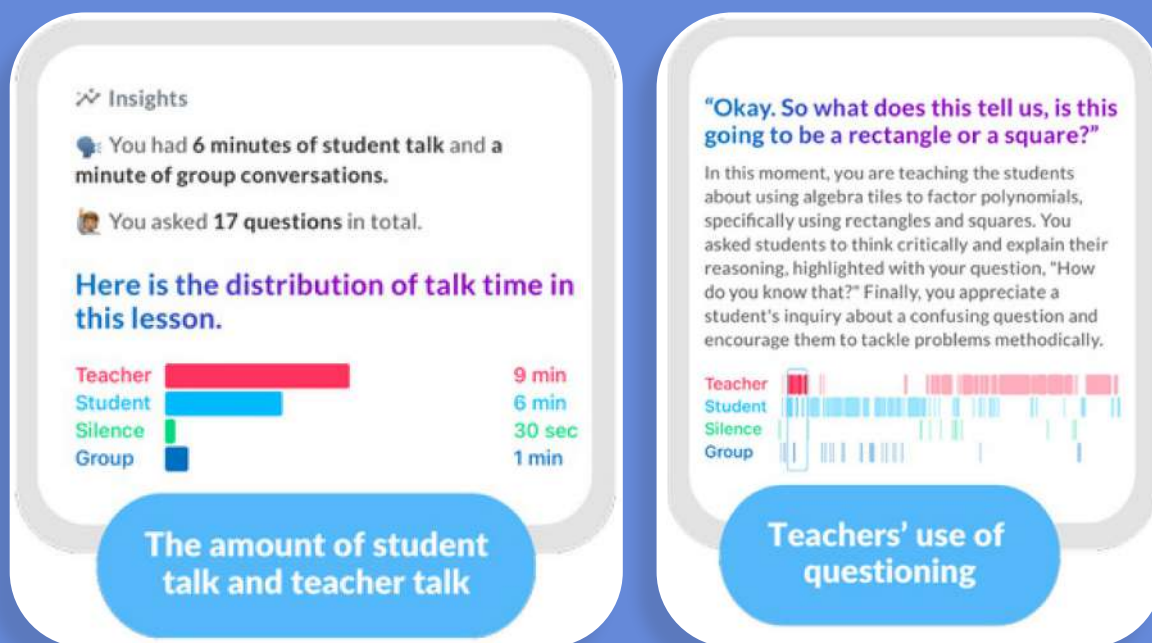 Insights
You had 6 minutes of student talk and a
minute of group conversations.
You asked 17 questions in total.
Here is the distribution of talk time in
this lesson.
Teacher 9 min
Student 6 min
Silence 30 sec
Group 1 min
The amount of student
talk and teacher talk
“Okay. So what does this tell us, is this
going to be a rectangle or a square?”
In this moment, you are teaching the students
about using algebra tiles to factor polynomials,
specifically using rectangles and squares. You
asked students to think critically and explain their
reasoning, highlighted with your question, "How
do you know that?" Finally, you appreciate a
student's inquiry about a confusing question and
encourage them to tackle problems methodically.
Teacher
Student
Silence
Group
Teachers’ use of
questioning